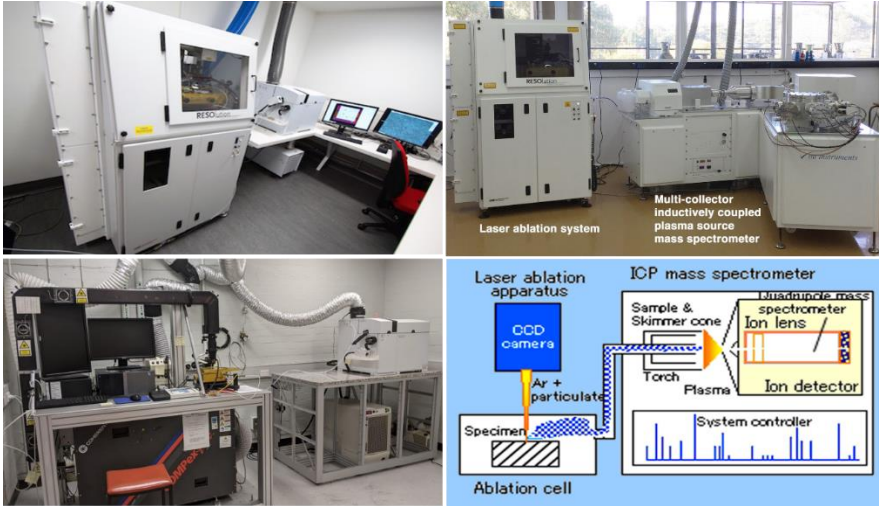 RESOlution
RESOlution
Laser ablation system
Multi-collector
inductively coupled
plasma source
mass spectrometer
nu instruments
Laser ablation
apparatus
CCD
camera
Ar +
particulate
Specimen
Ablation cell
ICP mass spectrometer
Sample &
Skimmer cone
Torch
Plasma
Quadrupole mass
spectrometer
Ion lens
Ion detector
System controller